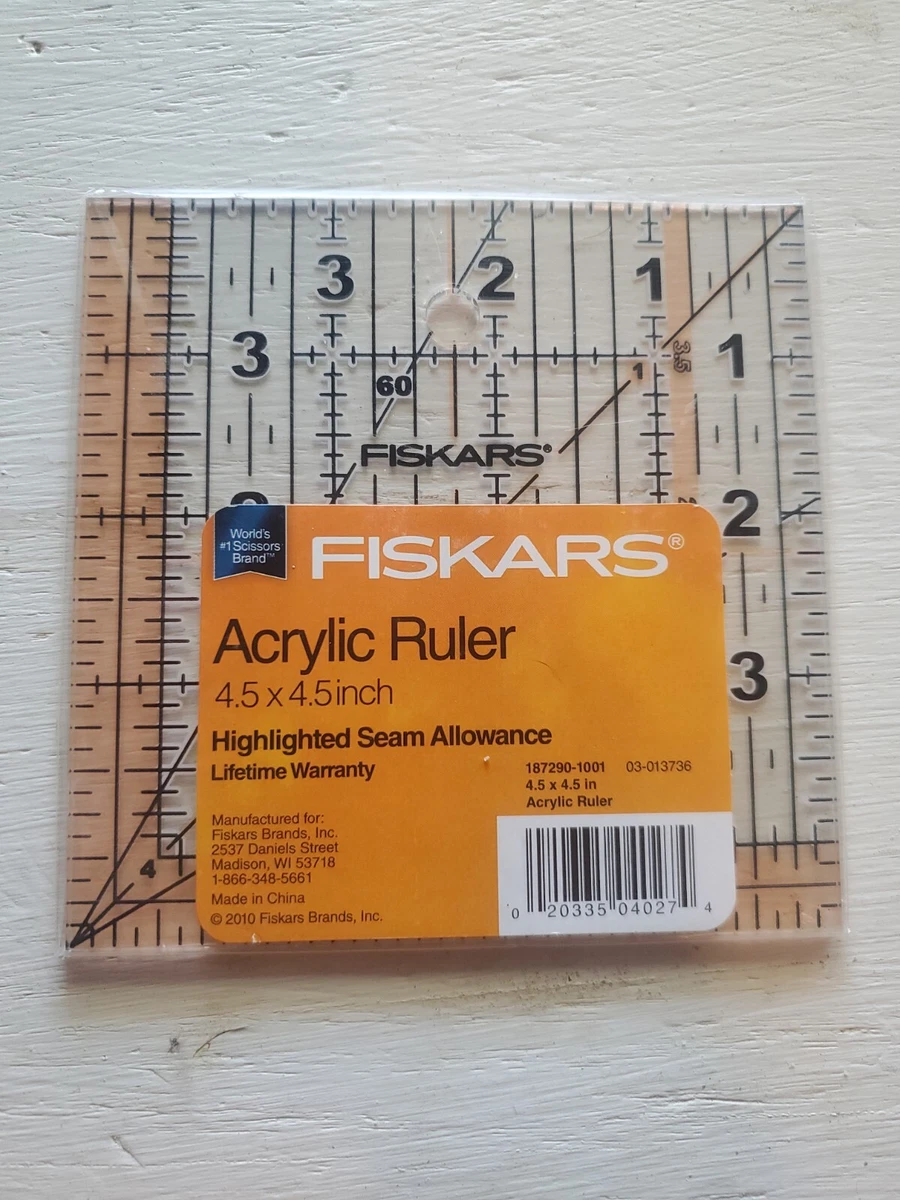 3 2 1
3 1
3.5
1
60
FISKARS®
2
World's
#1 Scissors
Brand™
FISKARS®
Acrylic Ruler
4.5 x 4.5 inch
3
Highlighted Seam Allowance
Lifetime Warranty
187290-1001 03-013736
4.5 x 4.5 in
Acrylic Ruler
Manufactured for:
Fiskars Brands, Inc.
2537 Daniels Street
Madison, WI 53718
1-866-348-5661
Made in China
© 2010 Fiskars Brands, Inc.
4
0 20335 04027 4